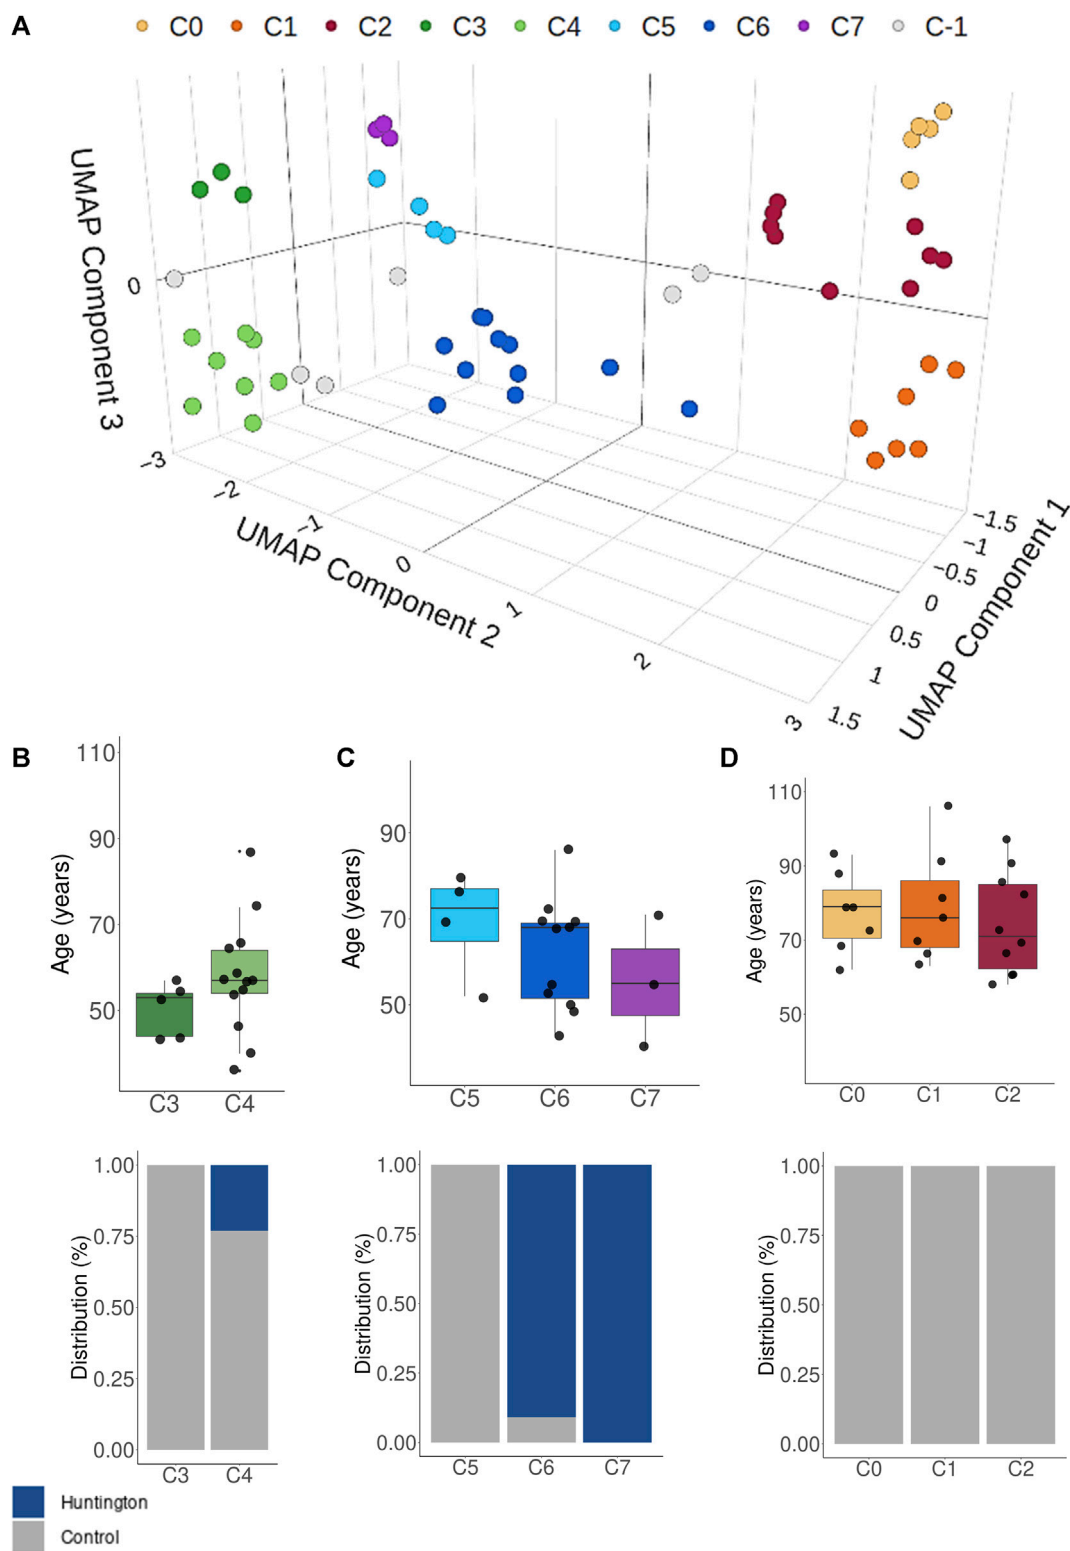 A
C0 C1 C2 C3 C4 C5 C6 C7 C-1
UMAP Component 3
0
−3
−2
−1
0
1
2
3
UMAP Component 2
−1.5
−1
−0.5
0
0.5
1
1.5
UMAP Component 1
B
Age (years)
110
90
70
50
C3 C4
C
Age (years)
90
70
50
C5 C6 C7
D
Age (years)
110
90
70
50
C0 C1 C2
Distribution (%)
1.00
0.75
0.50
0.25
0.00
C3 C4
Distribution (%)
1.00
0.75
0.50
0.25
0.00
C5 C6 C7
Distribution (%)
1.00
0.75
0.50
0.25
0.00
C0 C1 C2
Huntington
Control